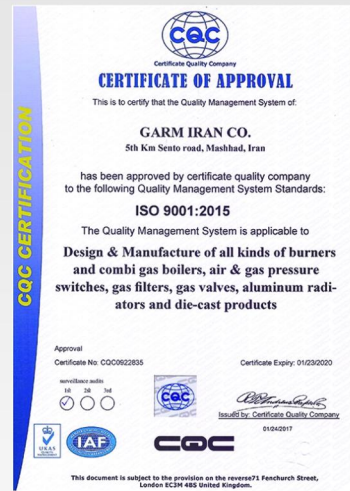 CQC
Certificate Quality Company
CERTIFICATE OF APPROVAL
This is to certify that the Quality Management System of:
GARM IRAN CO.
5th Km Sento road, Mashhad, Iran
has been approved by certificate quality company
to the following Quality Management System Standards:
ISO 9001:2015
The Quality Management System is applicable to
Design & Manufacture of all kinds of burners
and combi gas boilers, air & gas pressure
switches, gas filters, gas valves, aluminum radi-
ators and die-cast products
CQC CERTIFICATION
Approval
Certificate No: CQC0922835
Certificate Expiry: 01/23/2020
surveillance audits
1st 2nd 3rd
CQC
Issued by: Certificate Quality Company
01/24/2017
UKAS
IAF
CQC
This document is subject to the provision on the reverse71 Fenchurch Street,
London EC3M 4BS United Kingdom.